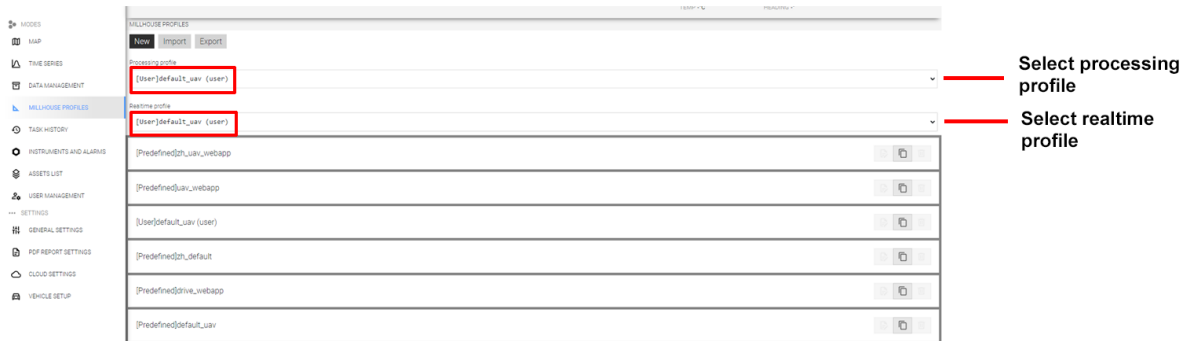 TEMP °C HEADING °
MODES
MAP
TIME SERIES
DATA MANAGEMENT
MILLHOUSE PROFILES
TASK HISTORY
INSTRUMENTS AND ALARMS
ASSETS LIST
USER MANAGEMENT
SETTINGS
GENERAL SETTINGS
PDF REPORT SETTINGS
CLOUD SETTINGS
VEHICLE SETUP
MILLHOUSE PROFILES
New Import Export
Processing profile
[User]default_uav (user)
Realtime profile
[User]default_uav (user)
[Predefined]zh_uav_webapp
[Predefined]uav_webapp
[User]default_uav (user)
[Predefined]zh_default
[Predefined]drive_webapp
[Predefined]default_uav
Select processing
profile
Select realtime
profile